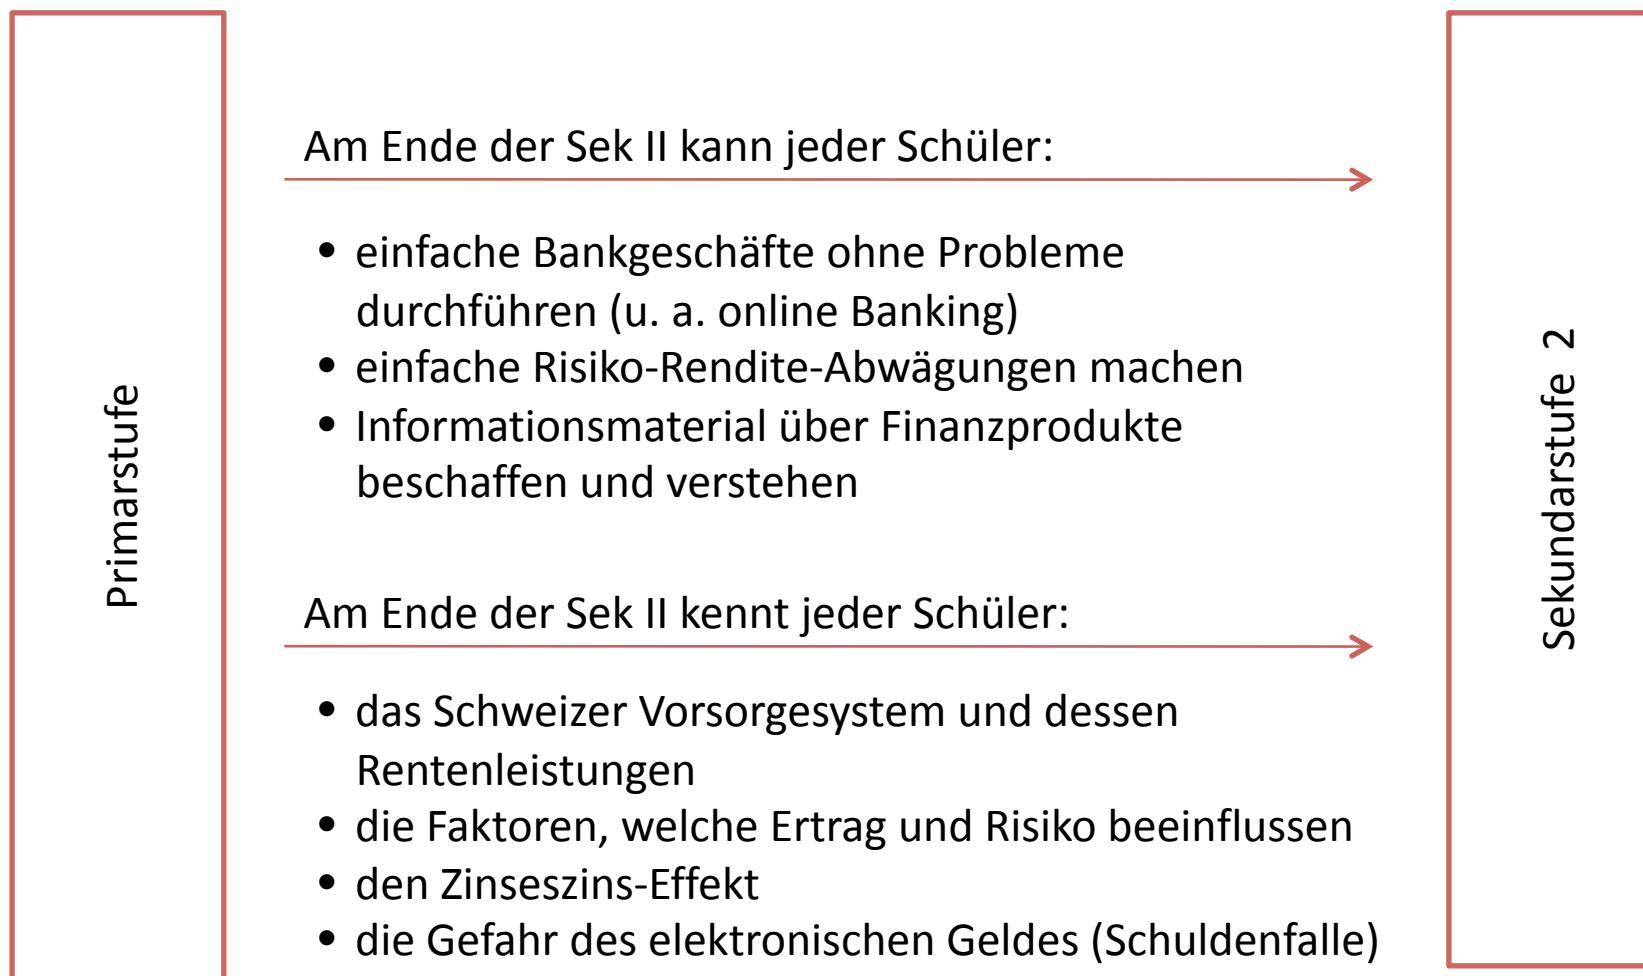 Primarstufe
Am Ende der Sek II kann jeder Schüler:
• einfache Bankgeschäfte ohne Probleme
durchführen (u. a. online Banking)
• einfache Risiko-Rendite-Abwägungen machen
• Informationsmaterial über Finanzprodukte
beschaffen und verstehen
Am Ende der Sek II kennt jeder Schüler:
• das Schweizer Vorsorgesystem und dessen
Rentenleistungen
• die Faktoren, welche Ertrag und Risiko beeinflussen
• den Zinseszins-Effekt
• die Gefahr des elektronischen Geldes (Schuldenfalle)
Sekundarstufe 2